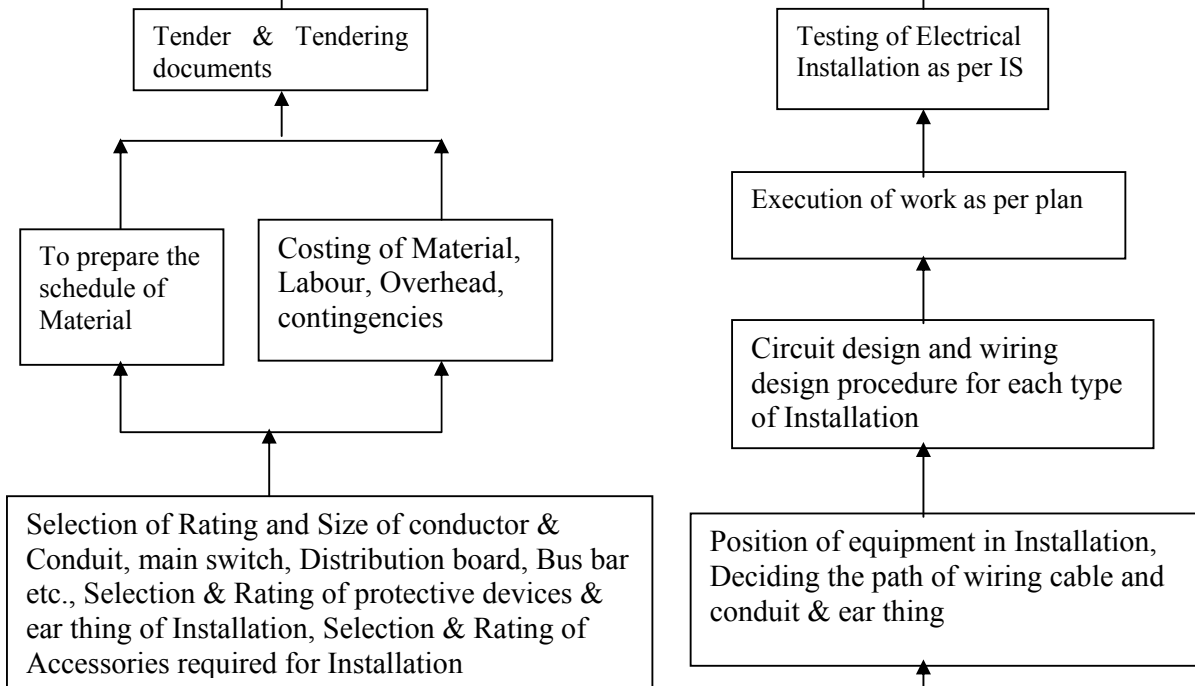 Tender & Tendering
documents
To prepare the
schedule of
Material
Costing of Material,
Labour, Overhead,
contingencies
Selection of Rating and Size of conductor &
Conduit, main switch, Distribution board, Bus bar
etc., Selection & Rating of protective devices &
ear thing of Installation, Selection & Rating of
Accessories required for Installation
Testing of Electrical
Installation as per IS
Execution of work as per plan
Circuit design and wiring
design procedure for each type
of Installation
Position of equipment in Installation,
Deciding the path of wiring cable and
conduit & ear thing